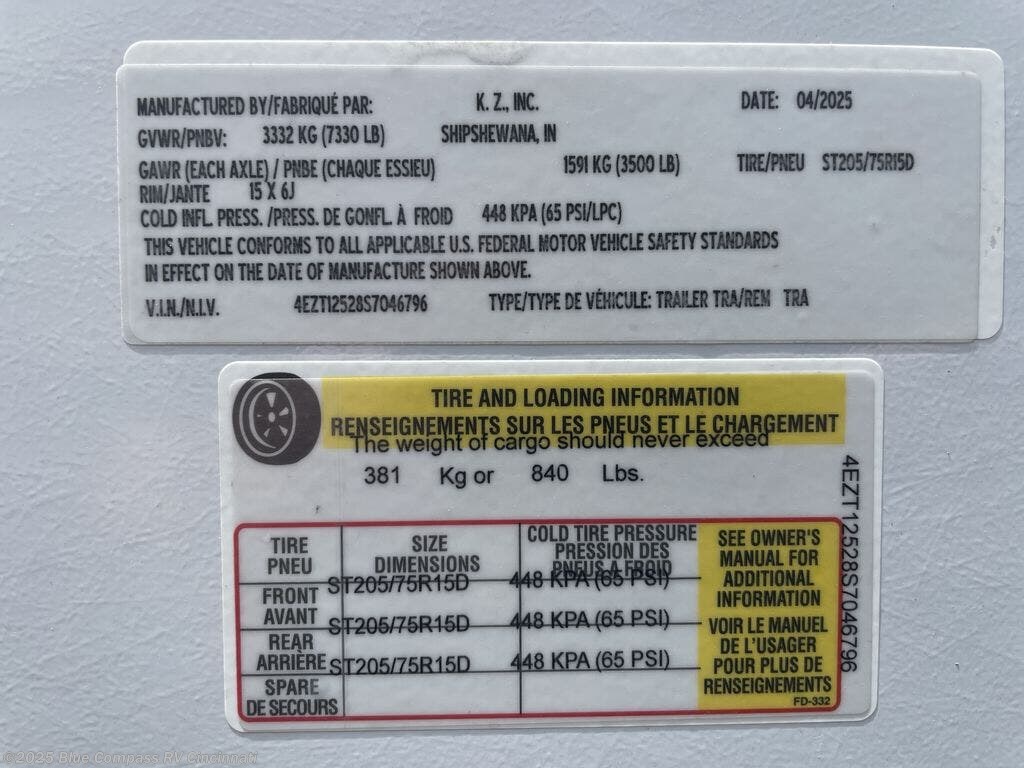 MANUFACTURED BY/FABRIQUÉ PAR: K. Z., INC. DATE: 04/2025
GVWR/PNBV: 3332 KG (7330 LB) SHIPSHEWANA, IN
GAWR (EACH AXLE) / PNBE (CHAQUE ESSIEU) 1591 KG (3500 LB) TIRE/PNEU ST205/75R15D
RIM/JANTE 15 X 6J
COLD INFL. PRESS. /PRESS. DE GONFL. À FROID 448 KPA (65 PSI/LPC)
THIS VEHICLE CONFORMS TO ALL APPLICABLE U.S. FEDERAL MOTOR VEHICLE SAFETY STANDARDS
IN EFFECT ON THE DATE OF MANUFACTURE SHOWN ABOVE.
V.I.N./N.I.V. 4EZT12528S7046796 TYPE/TYPE DE VÉHICULE: TRAILER TRA/REM TRA
TIRE AND LOADING INFORMATION
RENSEIGNEMENTS SUR LES PNEUS ET LE CHARGEMENT
The weight of cargo should never exceed
381 Kg or 840 Lbs.
4EZT12528S7046796
TIRE
PNEU
SIZE
DIMENSIONS
COLD TIRE PRESSURE
PRESSION DES
PNEUS A FROID
FRONT
AVANT
ST205/75R15D 448 KPA (65 PSI)
REAR
ARRIÈRE
ST205/75R15D 448 KPA (65 PSI)
SPARE
DE SECOURS
ST205/75R15D 448 KPA (65 PSI)
SEE OWNER'S
MANUAL FOR
ADDITIONAL
INFORMATION
VOIR LE MANUEL
DE L'USAGER
POUR PLUS DE
RENSEIGNEMENTS
FD-332
©2025 Blue Compass RV Cincinnati